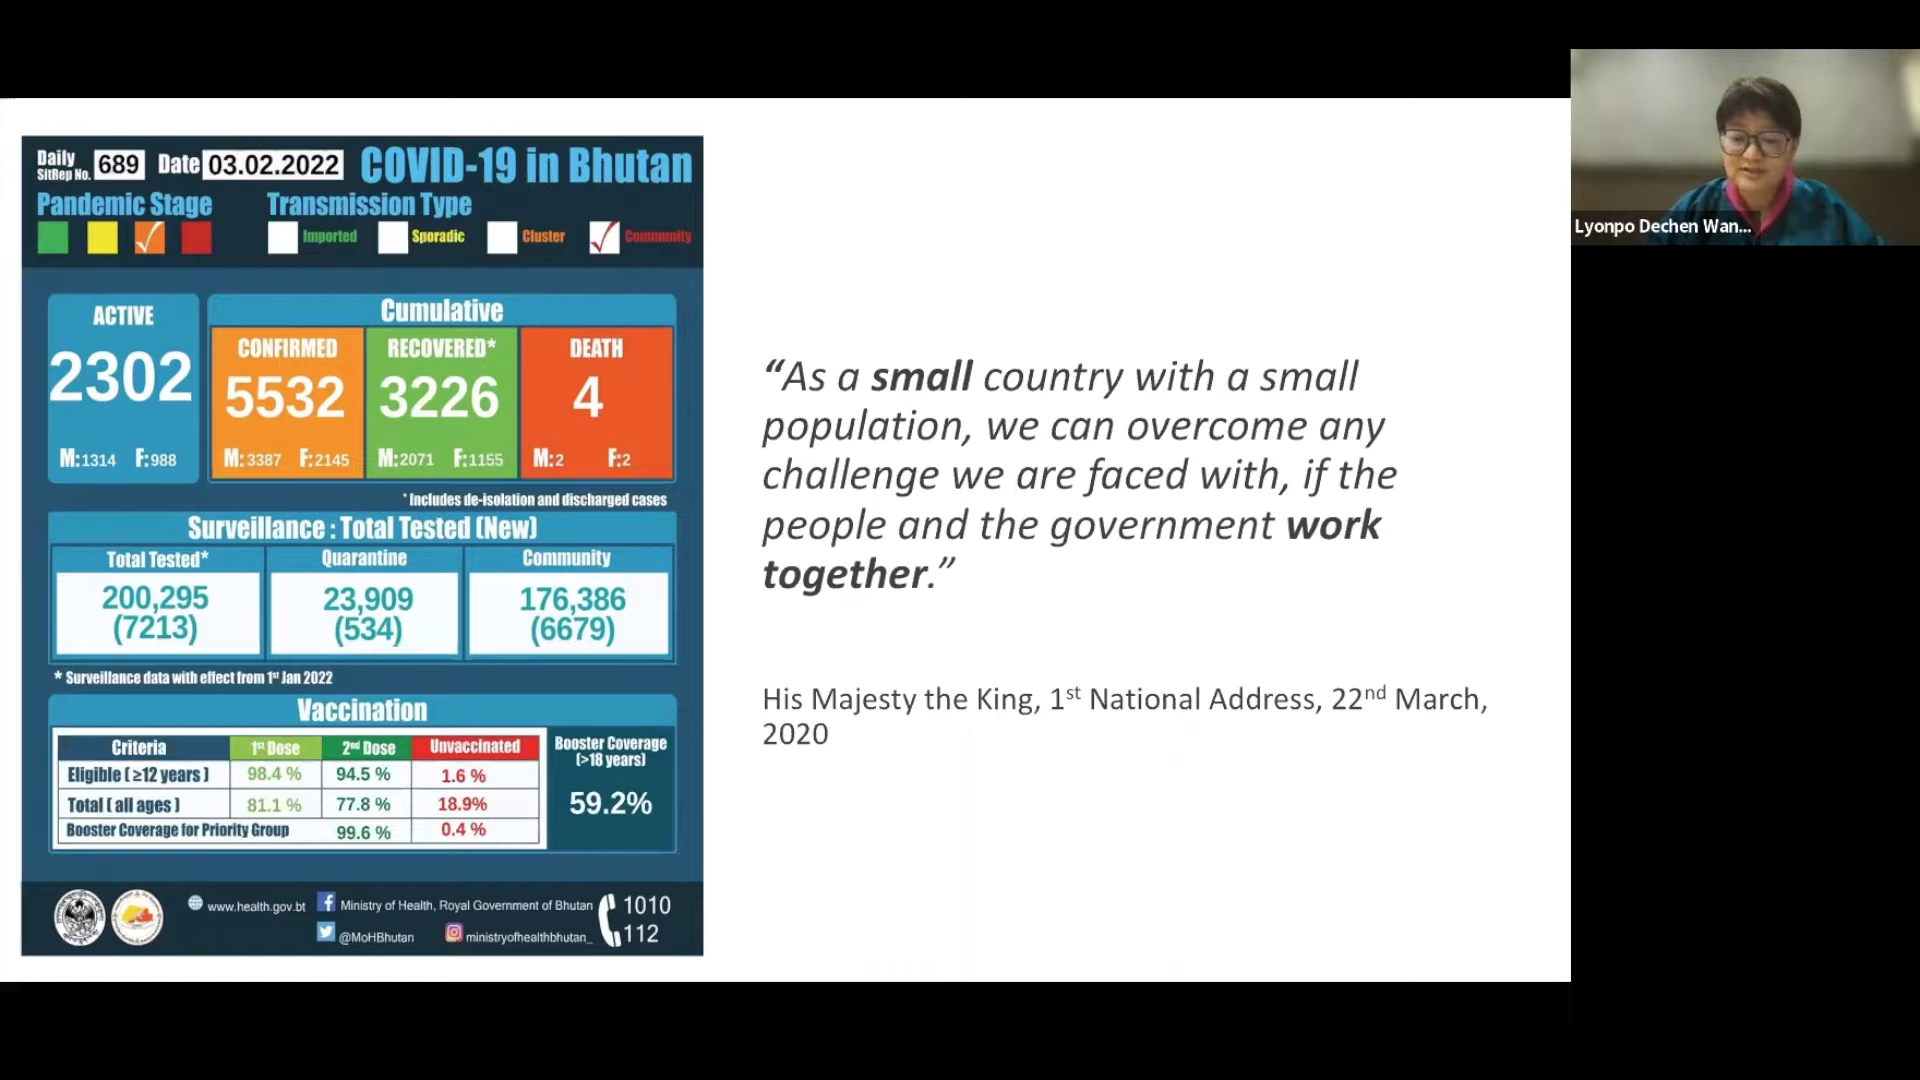 Daily
SitRep No. 689 Date 03.02.2022 COVID-19 in Bhutan
Pandemic Stage Transmission Type
Imported Sporadic Cluster Community
ACTIVE
2302
M:1314 F:988
Cumulative
CONFIRMED RECOVERED* DEATH
5532 3226 4
M:3387 F:2145 M:2071 F:1155 M:2 F:2
* Includes de-isolation and discharged cases
Surveillance : Total Tested (New)
Total Tested* Quarantine Community
200,295 23,909 176,386
(7213) (534) (6679)
* Surveillance data with effect from 1st Jan 2022
Vaccination
Criteria 1st Dose 2nd Dose Unvaccinated
Eligible ( ≥12 years ) 98.4 % 94.5 % 1.6 %
Total ( all ages ) 81.1 % 77.8 % 18.9%
Booster Coverage for Priority Group 99.6 % 0.4 %
Booster Coverage
(>18 years)
59.2%
www.health.gov.bt Ministry of Health, Royal Government of Bhutan 1010
@MoHBhutan ministryofhealthbhutan_ 112
“As a small country with a small
population, we can overcome any
challenge we are faced with, if the
people and the government work
together.”
His Majesty the King, 1st National Address, 22nd March,
2020
Lyonpo Dechen Wan...